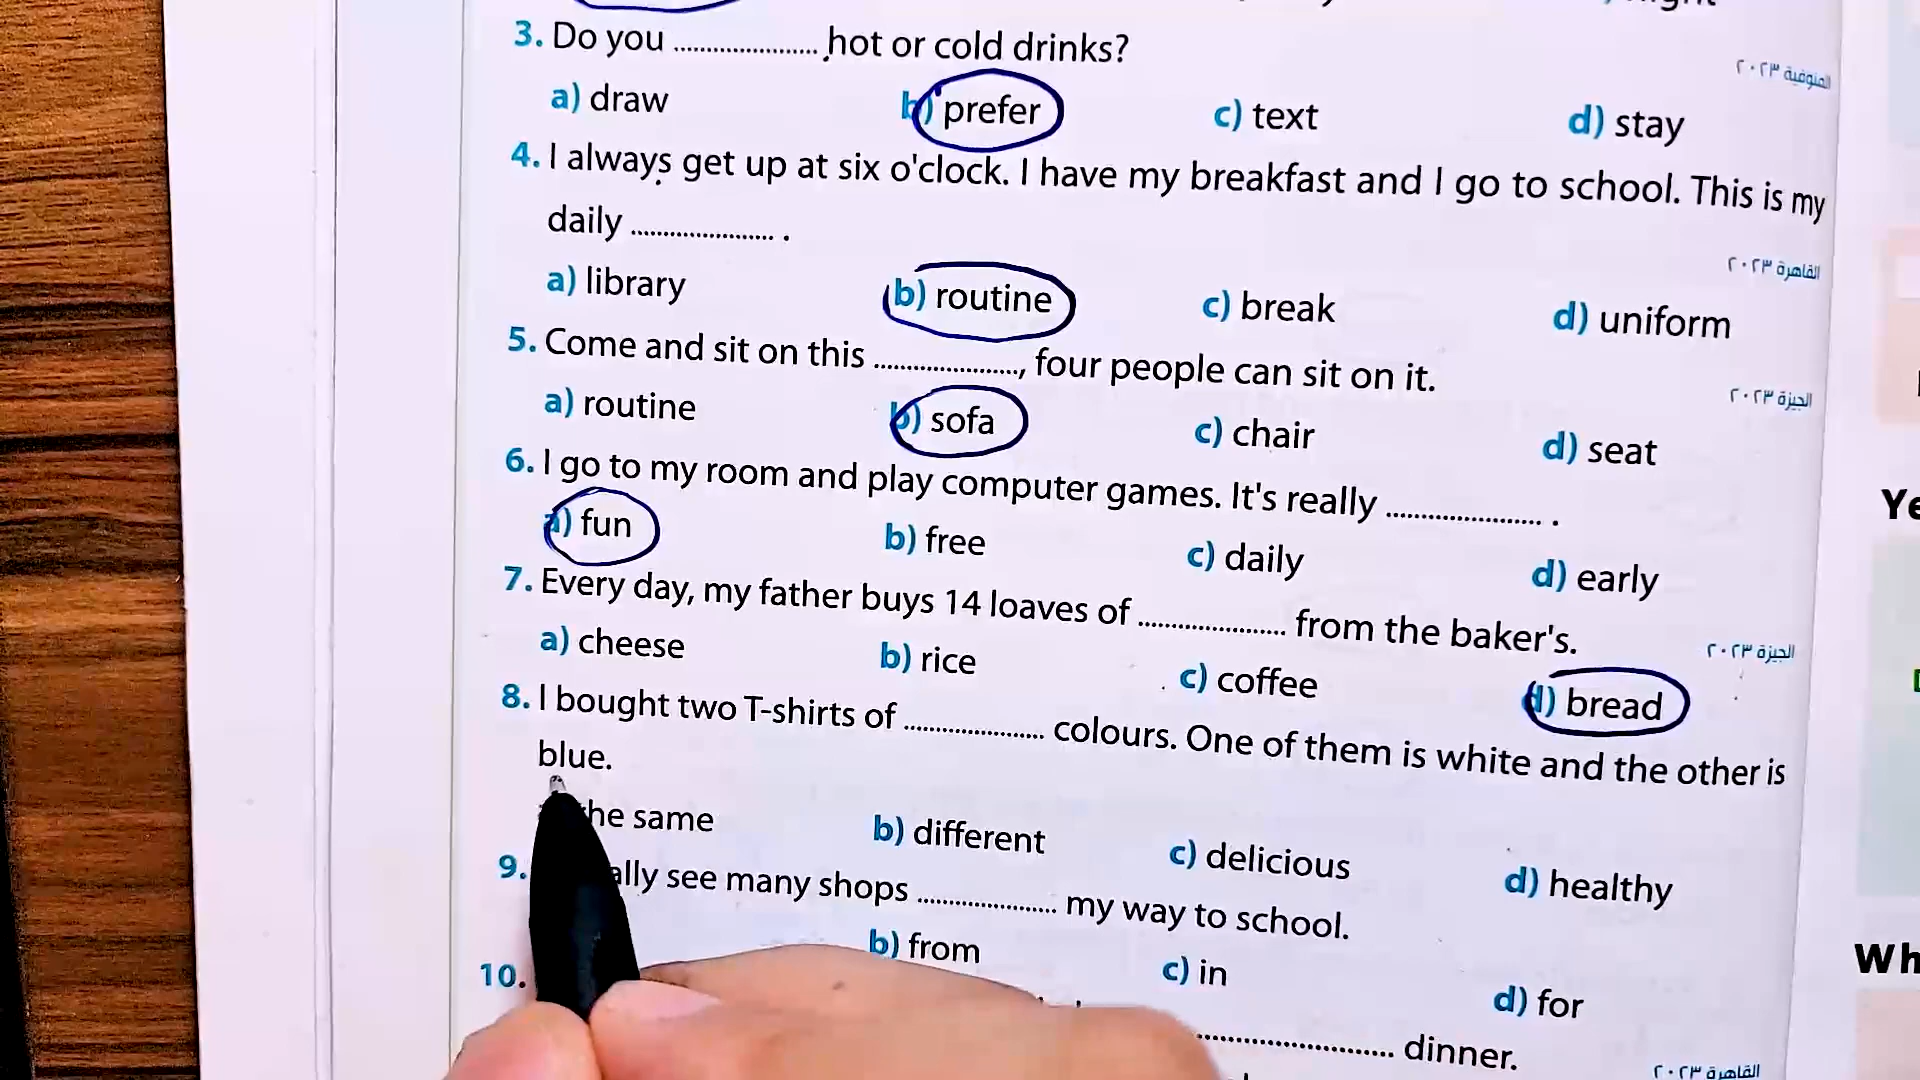 3. Do you ..................... hot or cold drinks?
المنوفية ٢٠٢٣
a) draw b) prefer c) text d) stay
4. I always get up at six o'clock. I have my breakfast and I go to school. This is my
daily ..................... .
القاهرة ٢٠٢٣
a) library b) routine c) break d) uniform
5. Come and sit on this ....................., four people can sit on it.
الجيزة ٢٠٢٣
a) routine b) sofa c) chair d) seat
6. I go to my room and play computer games. It's really ...................... .
a) fun b) free c) daily d) early
7. Every day, my father buys 14 loaves of ..................... from the baker's.
الجيزة ٢٠٢٣
a) cheese b) rice c) coffee d) bread
8. I bought two T-shirts of .................... colours. One of them is white and the other is
blue.
same b) different c) delicious d) healthy
9. see many shops .................... my way to school.
b) from c) in d) for
10. ............................ dinner.
القاهرة ٢٠٢٣